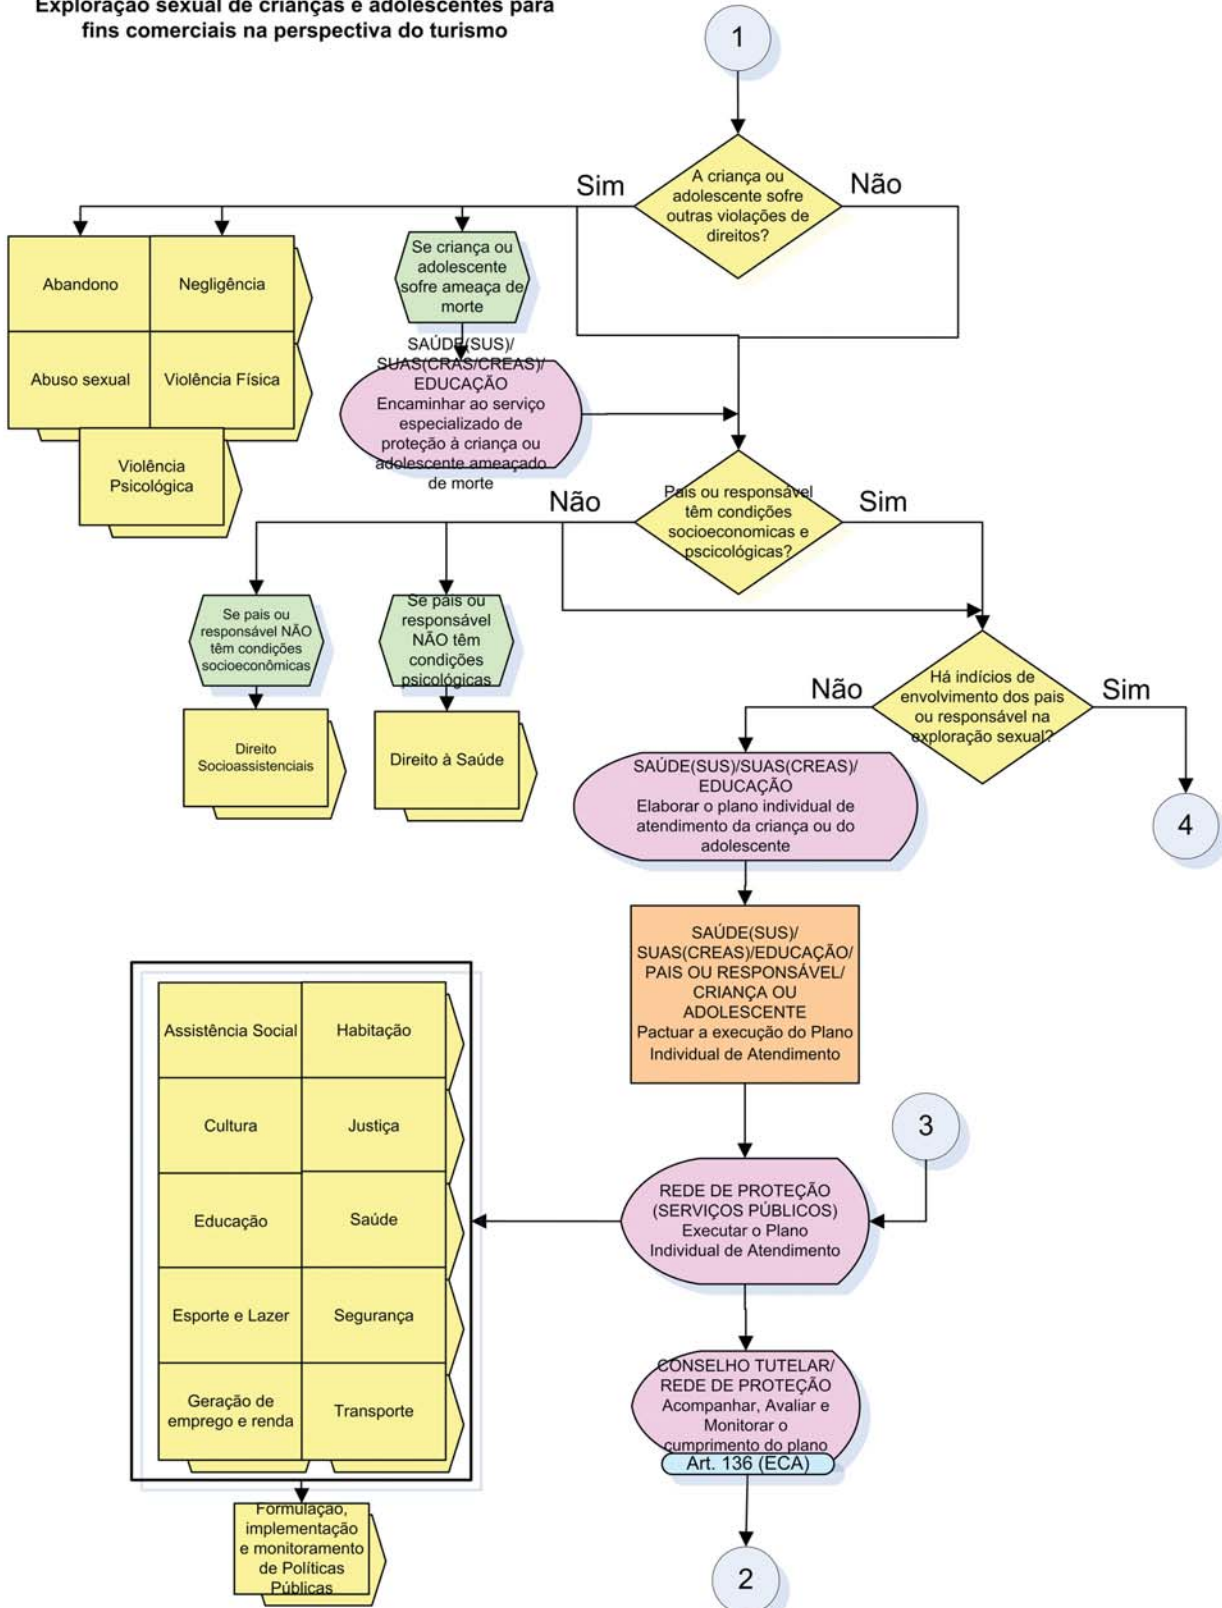 Exploração sexual de crianças e adolescentes para
fins comerciais na perspectiva do turismo
1
A criança ou
adolescente sofre
outras violações de
direitos?
Sim
Não
Abandono
Negligência
Abuso sexual
Violência Física
Violência
Psicológica
Se criança ou
adolescente
sofre ameaça de
morte
SAÚDE(SUS)/
SUAS(CRAS/CREAS)/
EDUCAÇÃO
Encaminhar ao serviço
especializado de
proteção à criança ou
adolescente ameaçado
de morte
Pais ou responsável
têm condições
socioeconomicas e
pscicológicas?
Não
Sim
Se pais ou
responsável NÃO
têm condições
socioeconômicas
Se pais ou
responsável
NÃO têm
condições
psicológicas
Direito
Socioassistenciais
Direito à Saúde
Há indícios de
envolvimento dos pais
ou responsável na
exploração sexual?
Não
Sim
4
SAÚDE(SUS)/SUAS(CREAS)/
EDUCAÇÃO
Elaborar o plano individual de
atendimento da criança ou do
adolescente
SAÚDE(SUS)/
SUAS(CREAS)/EDUCAÇÃO/
PAIS OU RESPONSÁVEL/
CRIANÇA OU
ADOLESCENTE
Pactuar a execução do Plano
Individual de Atendimento
3
REDE DE PROTEÇÃO
(SERVIÇOS PÚBLICOS)
Executar o Plano
Individual de Atendimento
Assistência Social
Habitação
Cultura
Justiça
Educação
Saúde
Esporte e Lazer
Segurança
Geração de
emprego e renda
Transporte
Formulação,
implementação
e monitoramento
de Políticas
Públicas
CONSELHO TUTELAR/
REDE DE PROTEÇÃO
Acompanhar, Avaliar e
Monitorar o
cumprimento do plano
Art. 136 (ECA)
2